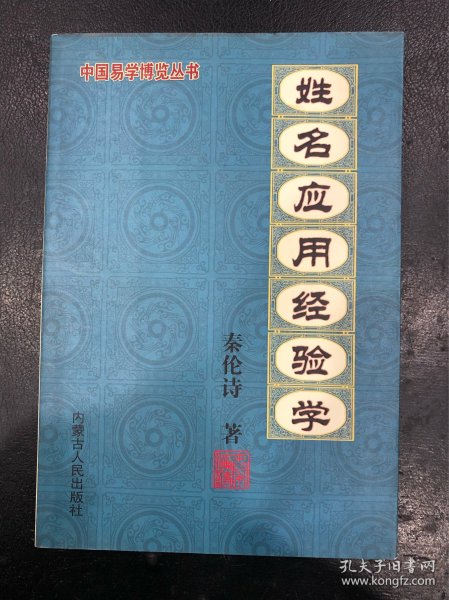 中国易学博览丛书
姓名应用经验学
秦伦诗 著
内蒙古人民出版社
孔夫子旧书网
www.kongfz.com